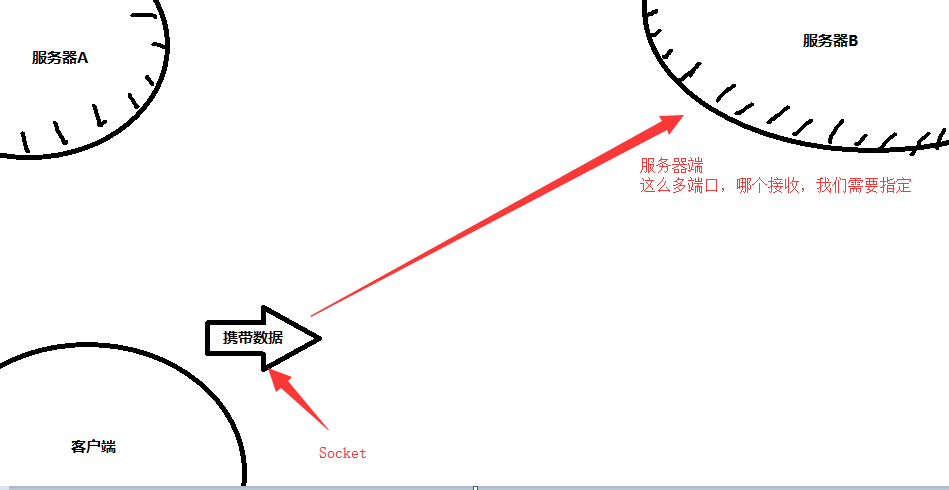 服务器A
服务器B
服务器端
这么多端口，哪个接收，我们需要指定
携带数据
客户端
Socket